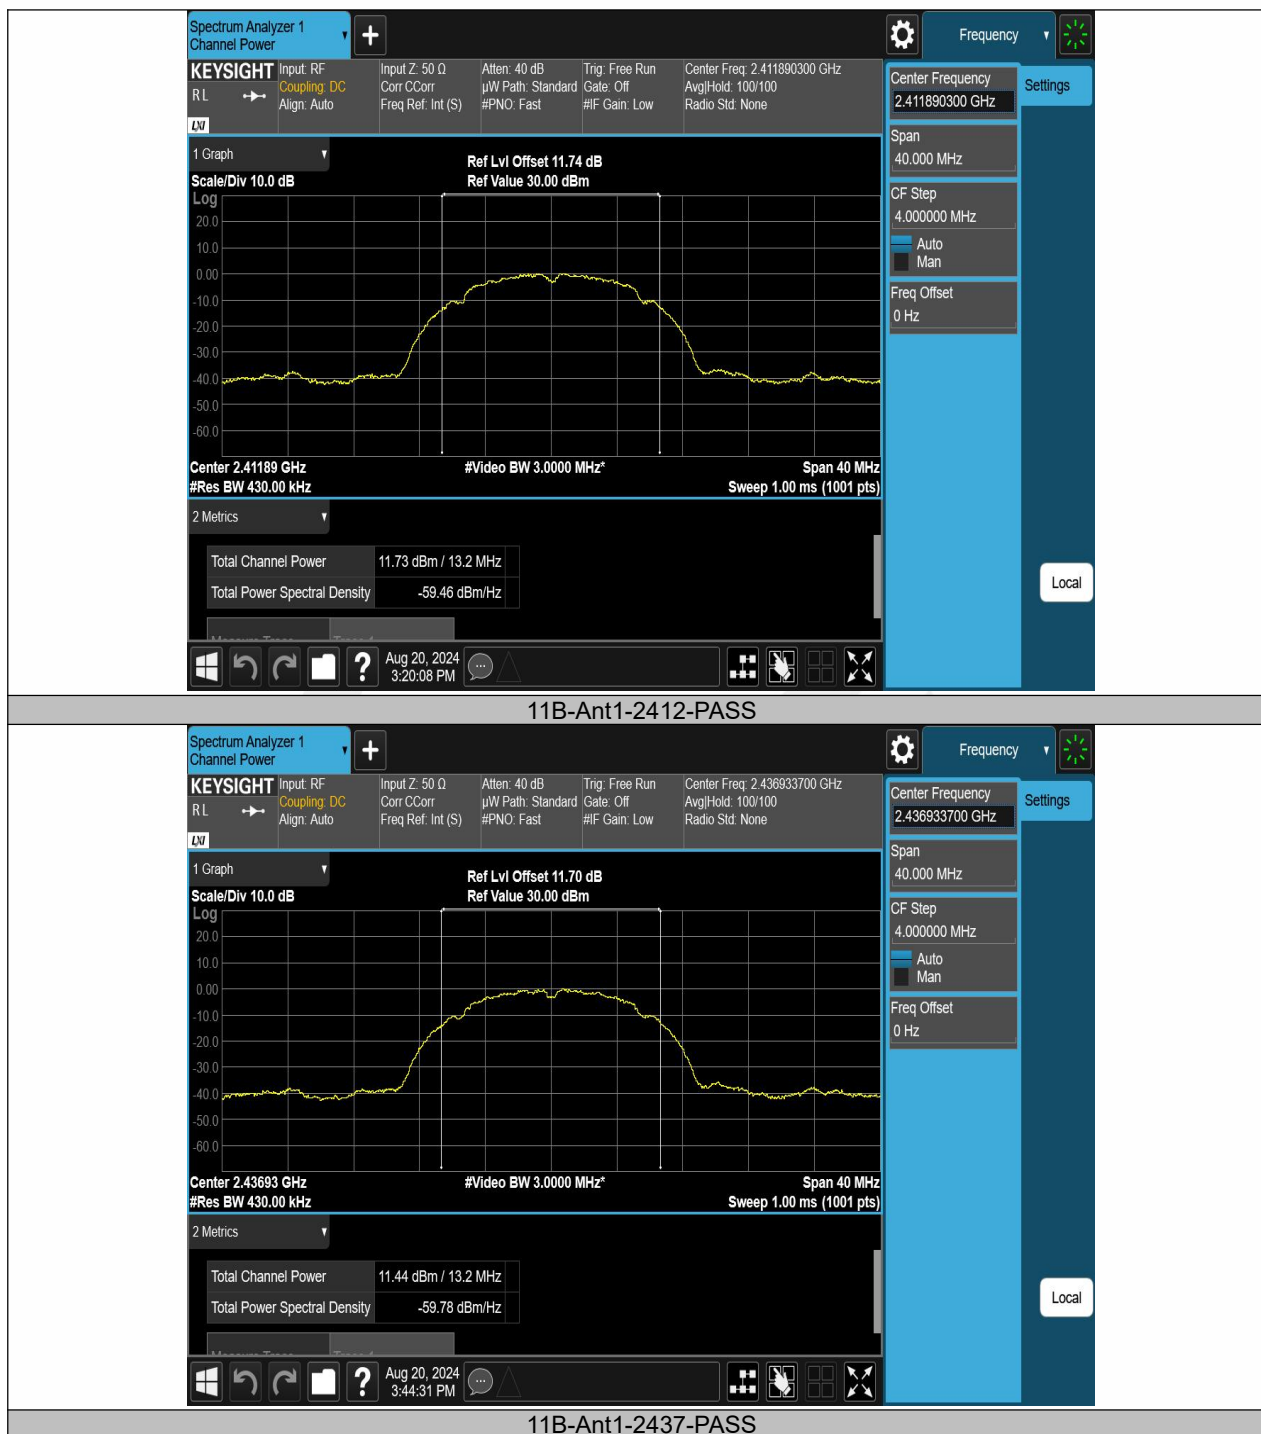 Spectrum Analyzer 1
Channel Power
+
Frequency
KEYSIGHT
R L
LXI
Input: RF
Coupling: DC
Align: Auto
Input Z: 50 Ω
Corr CCorr
Freq Ref: Int (S)
Atten: 40 dB
µW Path: Standard
#PNO: Fast
Trig: Free Run
Gate: Off
#IF Gain: Low
Center Freq: 2.411890300 GHz
Avg|Hold: 100/100
Radio Std: None
Center Frequency
2.411890300 GHz
Settings
Span
40.000 MHz
CF Step
4.000000 MHz
Auto
Man
Freq Offset
0 Hz
Local
1 Graph
Ref Lvl Offset 11.74 dB
Scale/Div 10.0 dB
Ref Value 30.00 dBm
Log
20.0
10.0
0.00
-10.0
-20.0
-30.0
-40.0
-50.0
-60.0
Center 2.41189 GHz
#Video BW 3.0000 MHz*
Span 40 MHz
#Res BW 430.00 kHz
Sweep 1.00 ms (1001 pts)
2 Metrics
Total Channel Power 11.73 dBm / 13.2 MHz
Total Power Spectral Density -59.46 dBm/Hz
?
Aug 20, 2024
3:20:08 PM
11B-Ant1-2412-PASS
Spectrum Analyzer 1
Channel Power
+
Frequency
KEYSIGHT
R L
LXI
Input: RF
Coupling: DC
Align: Auto
Input Z: 50 Ω
Corr CCorr
Freq Ref: Int (S)
Atten: 40 dB
µW Path: Standard
#PNO: Fast
Trig: Free Run
Gate: Off
#IF Gain: Low
Center Freq: 2.436933700 GHz
Avg|Hold: 100/100
Radio Std: None
Center Frequency
2.436933700 GHz
Settings
Span
40.000 MHz
CF Step
4.000000 MHz
Auto
Man
Freq Offset
0 Hz
Local
1 Graph
Ref Lvl Offset 11.70 dB
Scale/Div 10.0 dB
Ref Value 30.00 dBm
Log
20.0
10.0
0.00
-10.0
-20.0
-30.0
-40.0
-50.0
-60.0
Center 2.43693 GHz
#Video BW 3.0000 MHz*
Span 40 MHz
#Res BW 430.00 kHz
Sweep 1.00 ms (1001 pts)
2 Metrics
Total Channel Power 11.44 dBm / 13.2 MHz
Total Power Spectral Density -59.78 dBm/Hz
?
Aug 20, 2024
3:44:31 PM
11B-Ant1-2437-PASS